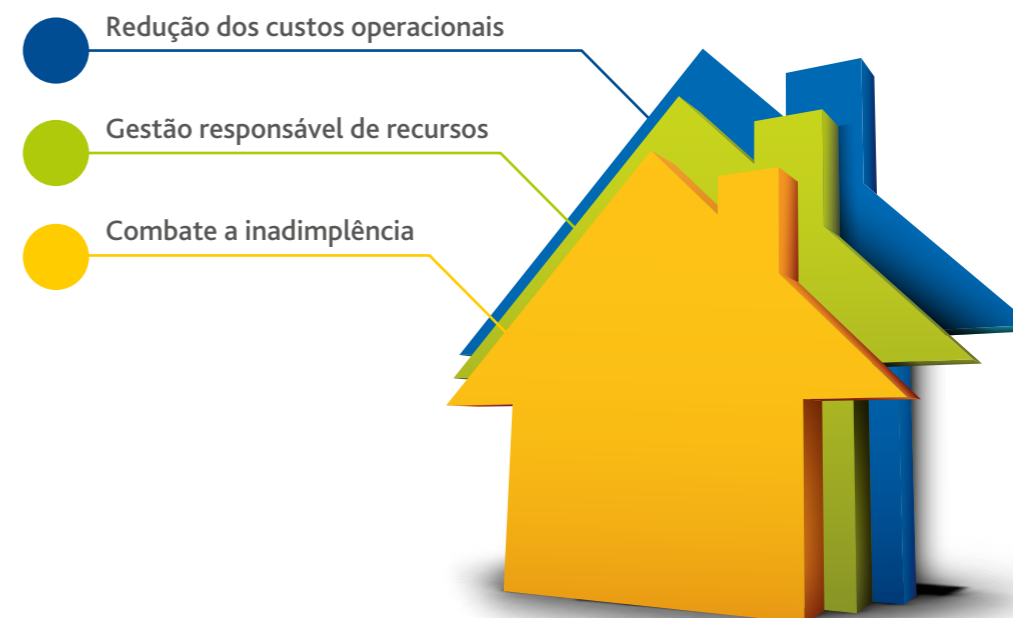 Redução dos custos operacionais
Gestão responsável de recursos
Combate a inadimplência